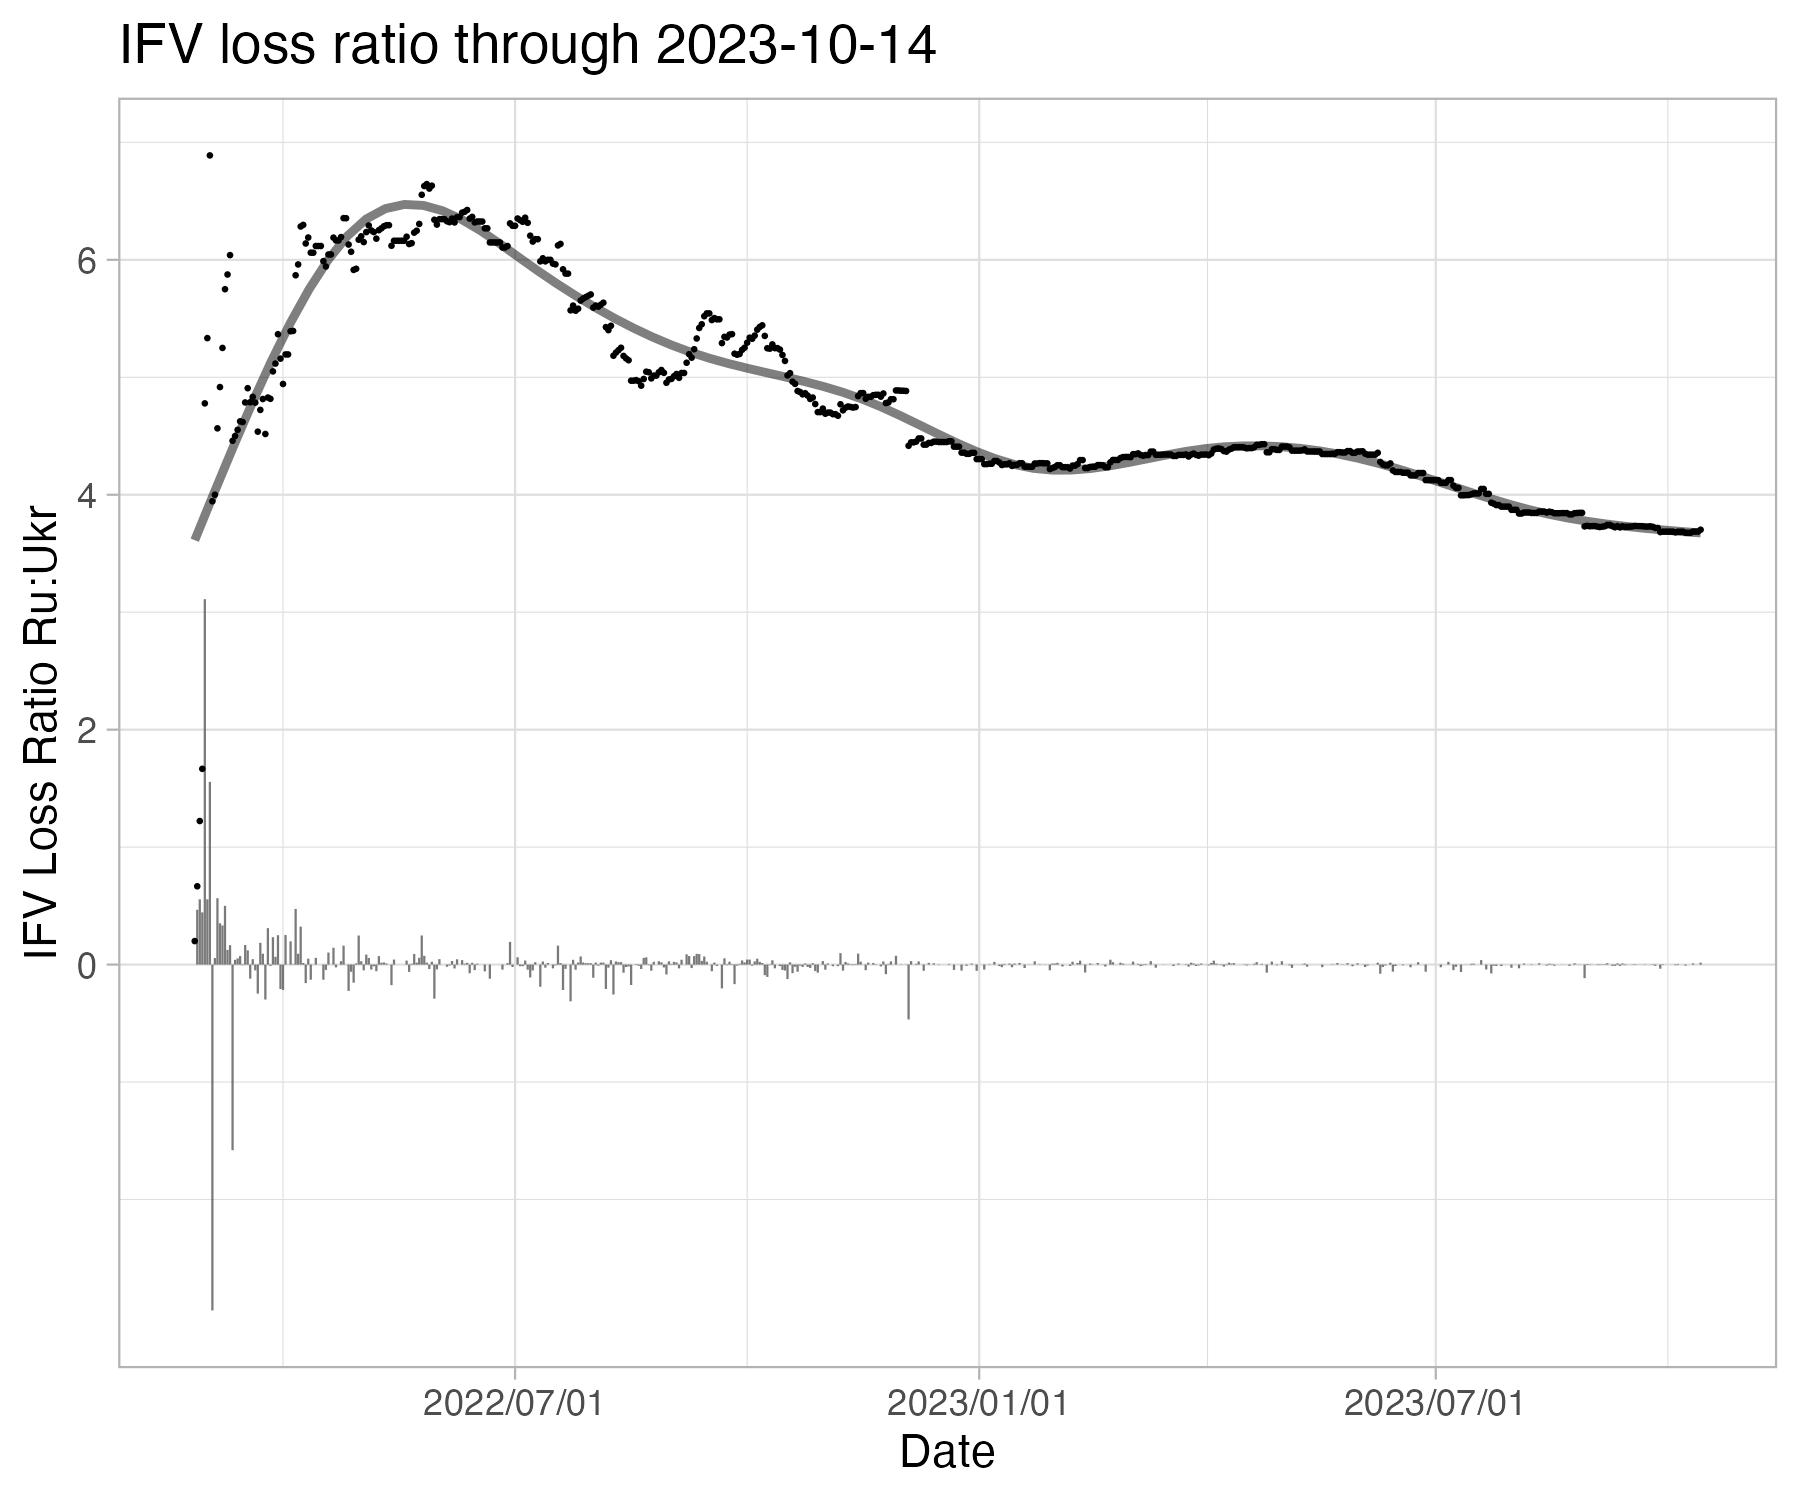 IFV loss ratio through 2023-10-14
IFV Loss Ratio Ru:Ukr
6
4
2
0
2022/07/01
2023/01/01
2023/07/01
Date